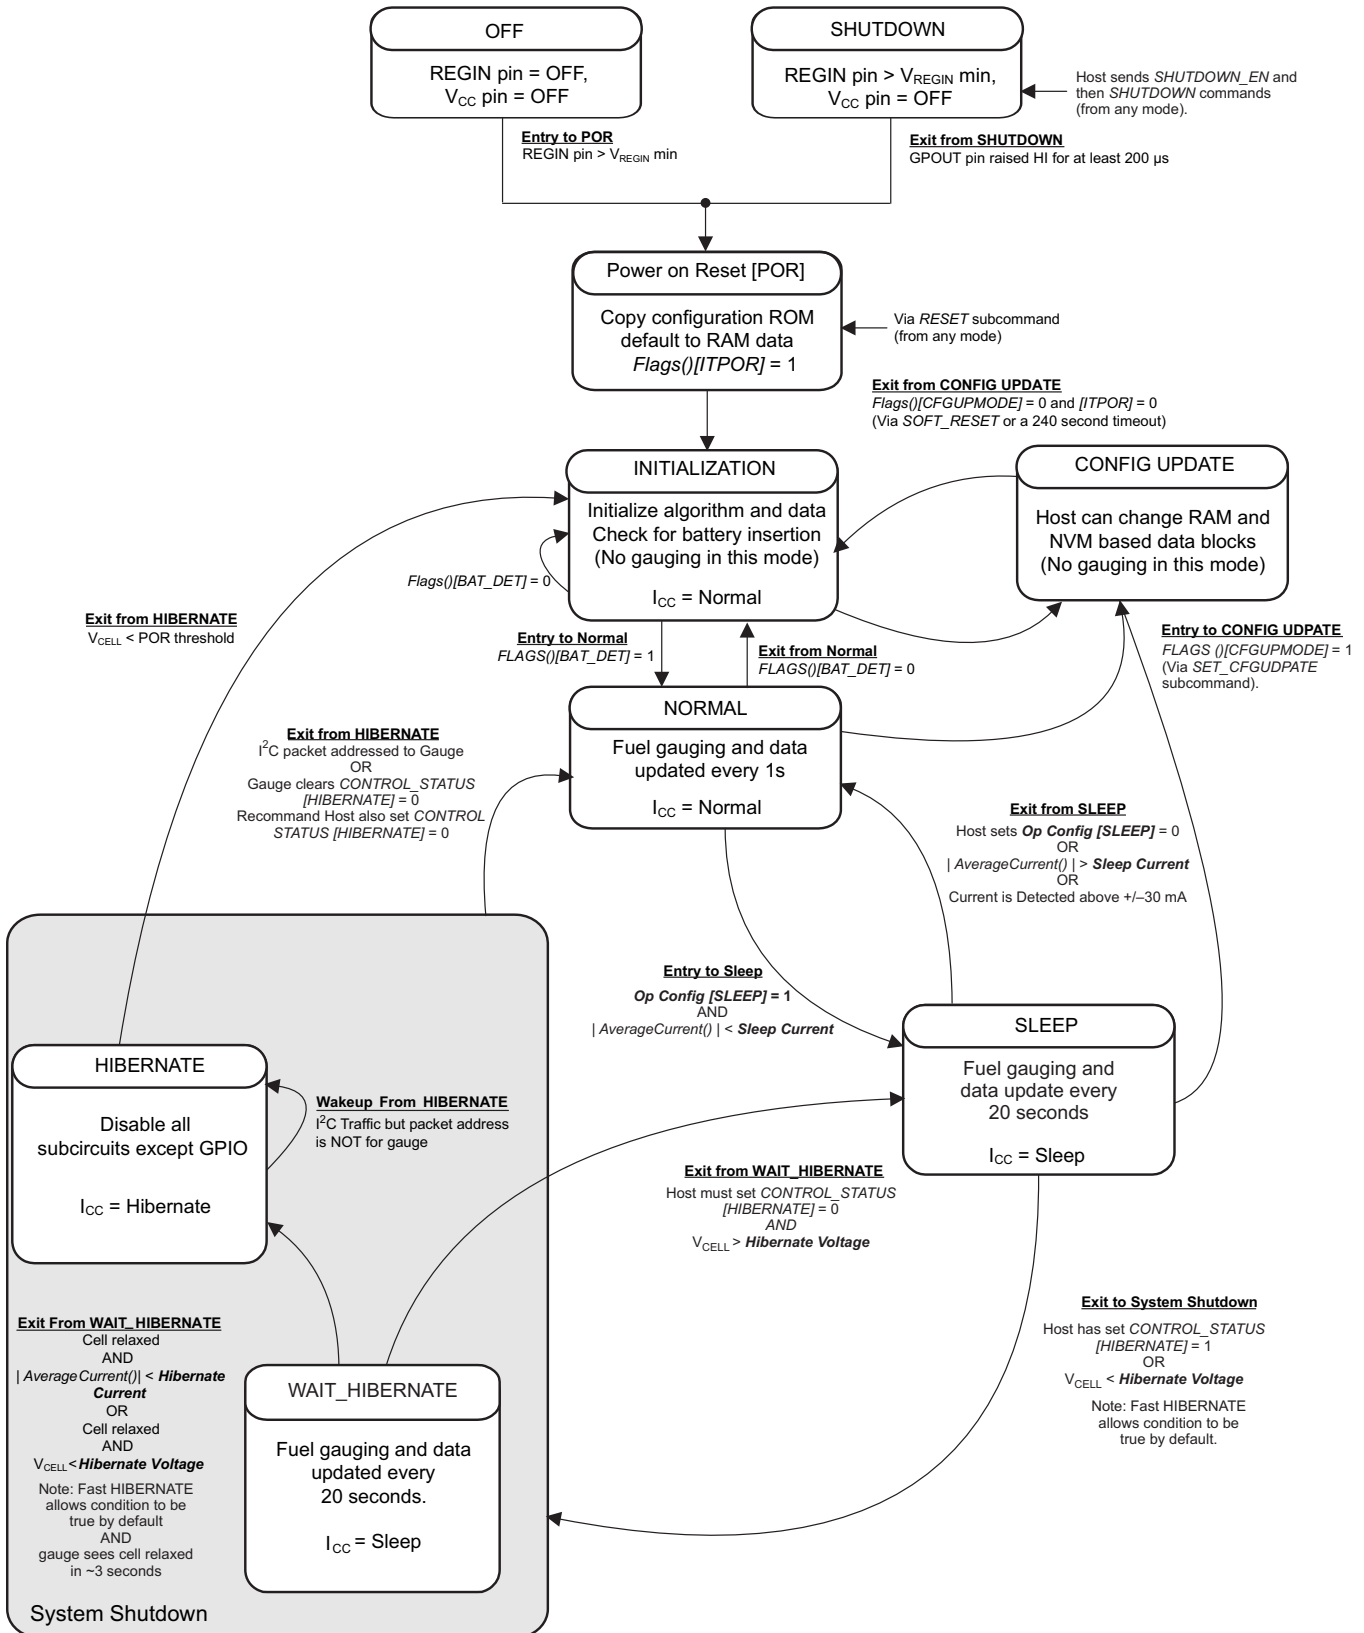 OFF
REGIN pin = OFF,
VCC pin = OFF
SHUTDOWN
REGIN pin > VREGIN min,
VCC pin = OFF
Host sends SHUTDOWN_EN and
then SHUTDOWN commands
(from any mode).
Entry to POR
REGIN pin > VREGIN min
Exit from SHUTDOWN
GPOUT pin raised HI for at least 200 µs
Power on Reset [POR]
Copy configuration ROM
default to RAM data
Flags()[ITPOR] = 1
Via RESET subcommand
(from any mode)
Exit from CONFIG UPDATE
Flags()[CFGUPMODE] = 0 and [ITPOR] = 0
(Via SOFT_RESET or a 240 second timeout)
INITIALIZATION
Initialize algorithm and data
Check for battery insertion
(No gauging in this mode)
ICC = Normal
CONFIG UPDATE
Host can change RAM and
NVM based data blocks
(No gauging in this mode)
Flags()[BAT_DET] = 0
Exit from HIBERNATE
VCELL < POR threshold
Entry to Normal
FLAGS()[BAT_DET] = 1
Exit from Normal
FLAGS()[BAT_DET] = 0
Entry to CONFIG UDPATE
FLAGS ()[CFGUPMODE] = 1
(Via SET_CFGUDPATE
subcommand).
NORMAL
Fuel gauging and data
updated every 1s
ICC = Normal
Exit from HIBERNATE
I2C packet addressed to Gauge
OR
Gauge clears CONTROL_STATUS
[HIBERNATE] = 0
Recommand Host also set CONTROL
STATUS [HIBERNATE] = 0
Exit from SLEEP
Host sets Op Config [SLEEP] = 0
OR
| AverageCurrent() | > Sleep Current
OR
Current is Detected above +/–30 mA
Entry to Sleep
Op Config [SLEEP] = 1
AND
| AverageCurrent() | < Sleep Current
SLEEP
Fuel gauging and
data update every
20 seconds
ICC = Sleep
HIBERNATE
Disable all
subcircuits except GPIO
ICC = Hibernate
Wakeup From HIBERNATE
I2C Traffic but packet address
is NOT for gauge
Exit from WAIT_HIBERNATE
Host must set CONTROL_STATUS
[HIBERNATE] = 0
AND
VCELL > Hibernate Voltage
Exit to System Shutdown
Host has set CONTROL_STATUS
[HIBERNATE] = 1
OR
VCELL < Hibernate Voltage
Note: Fast HIBERNATE
allows condition to be
true by default.
Exit From WAIT_HIBERNATE
Cell relaxed
AND
| AverageCurrent()| < Hibernate
Current
OR
Cell relaxed
AND
VCELL < Hibernate Voltage
Note: Fast HIBERNATE
allows condition to be
true by default
AND
gauge sees cell relaxed
in ~3 seconds
WAIT_HIBERNATE
Fuel gauging and data
updated every
20 seconds.
ICC = Sleep
System Shutdown